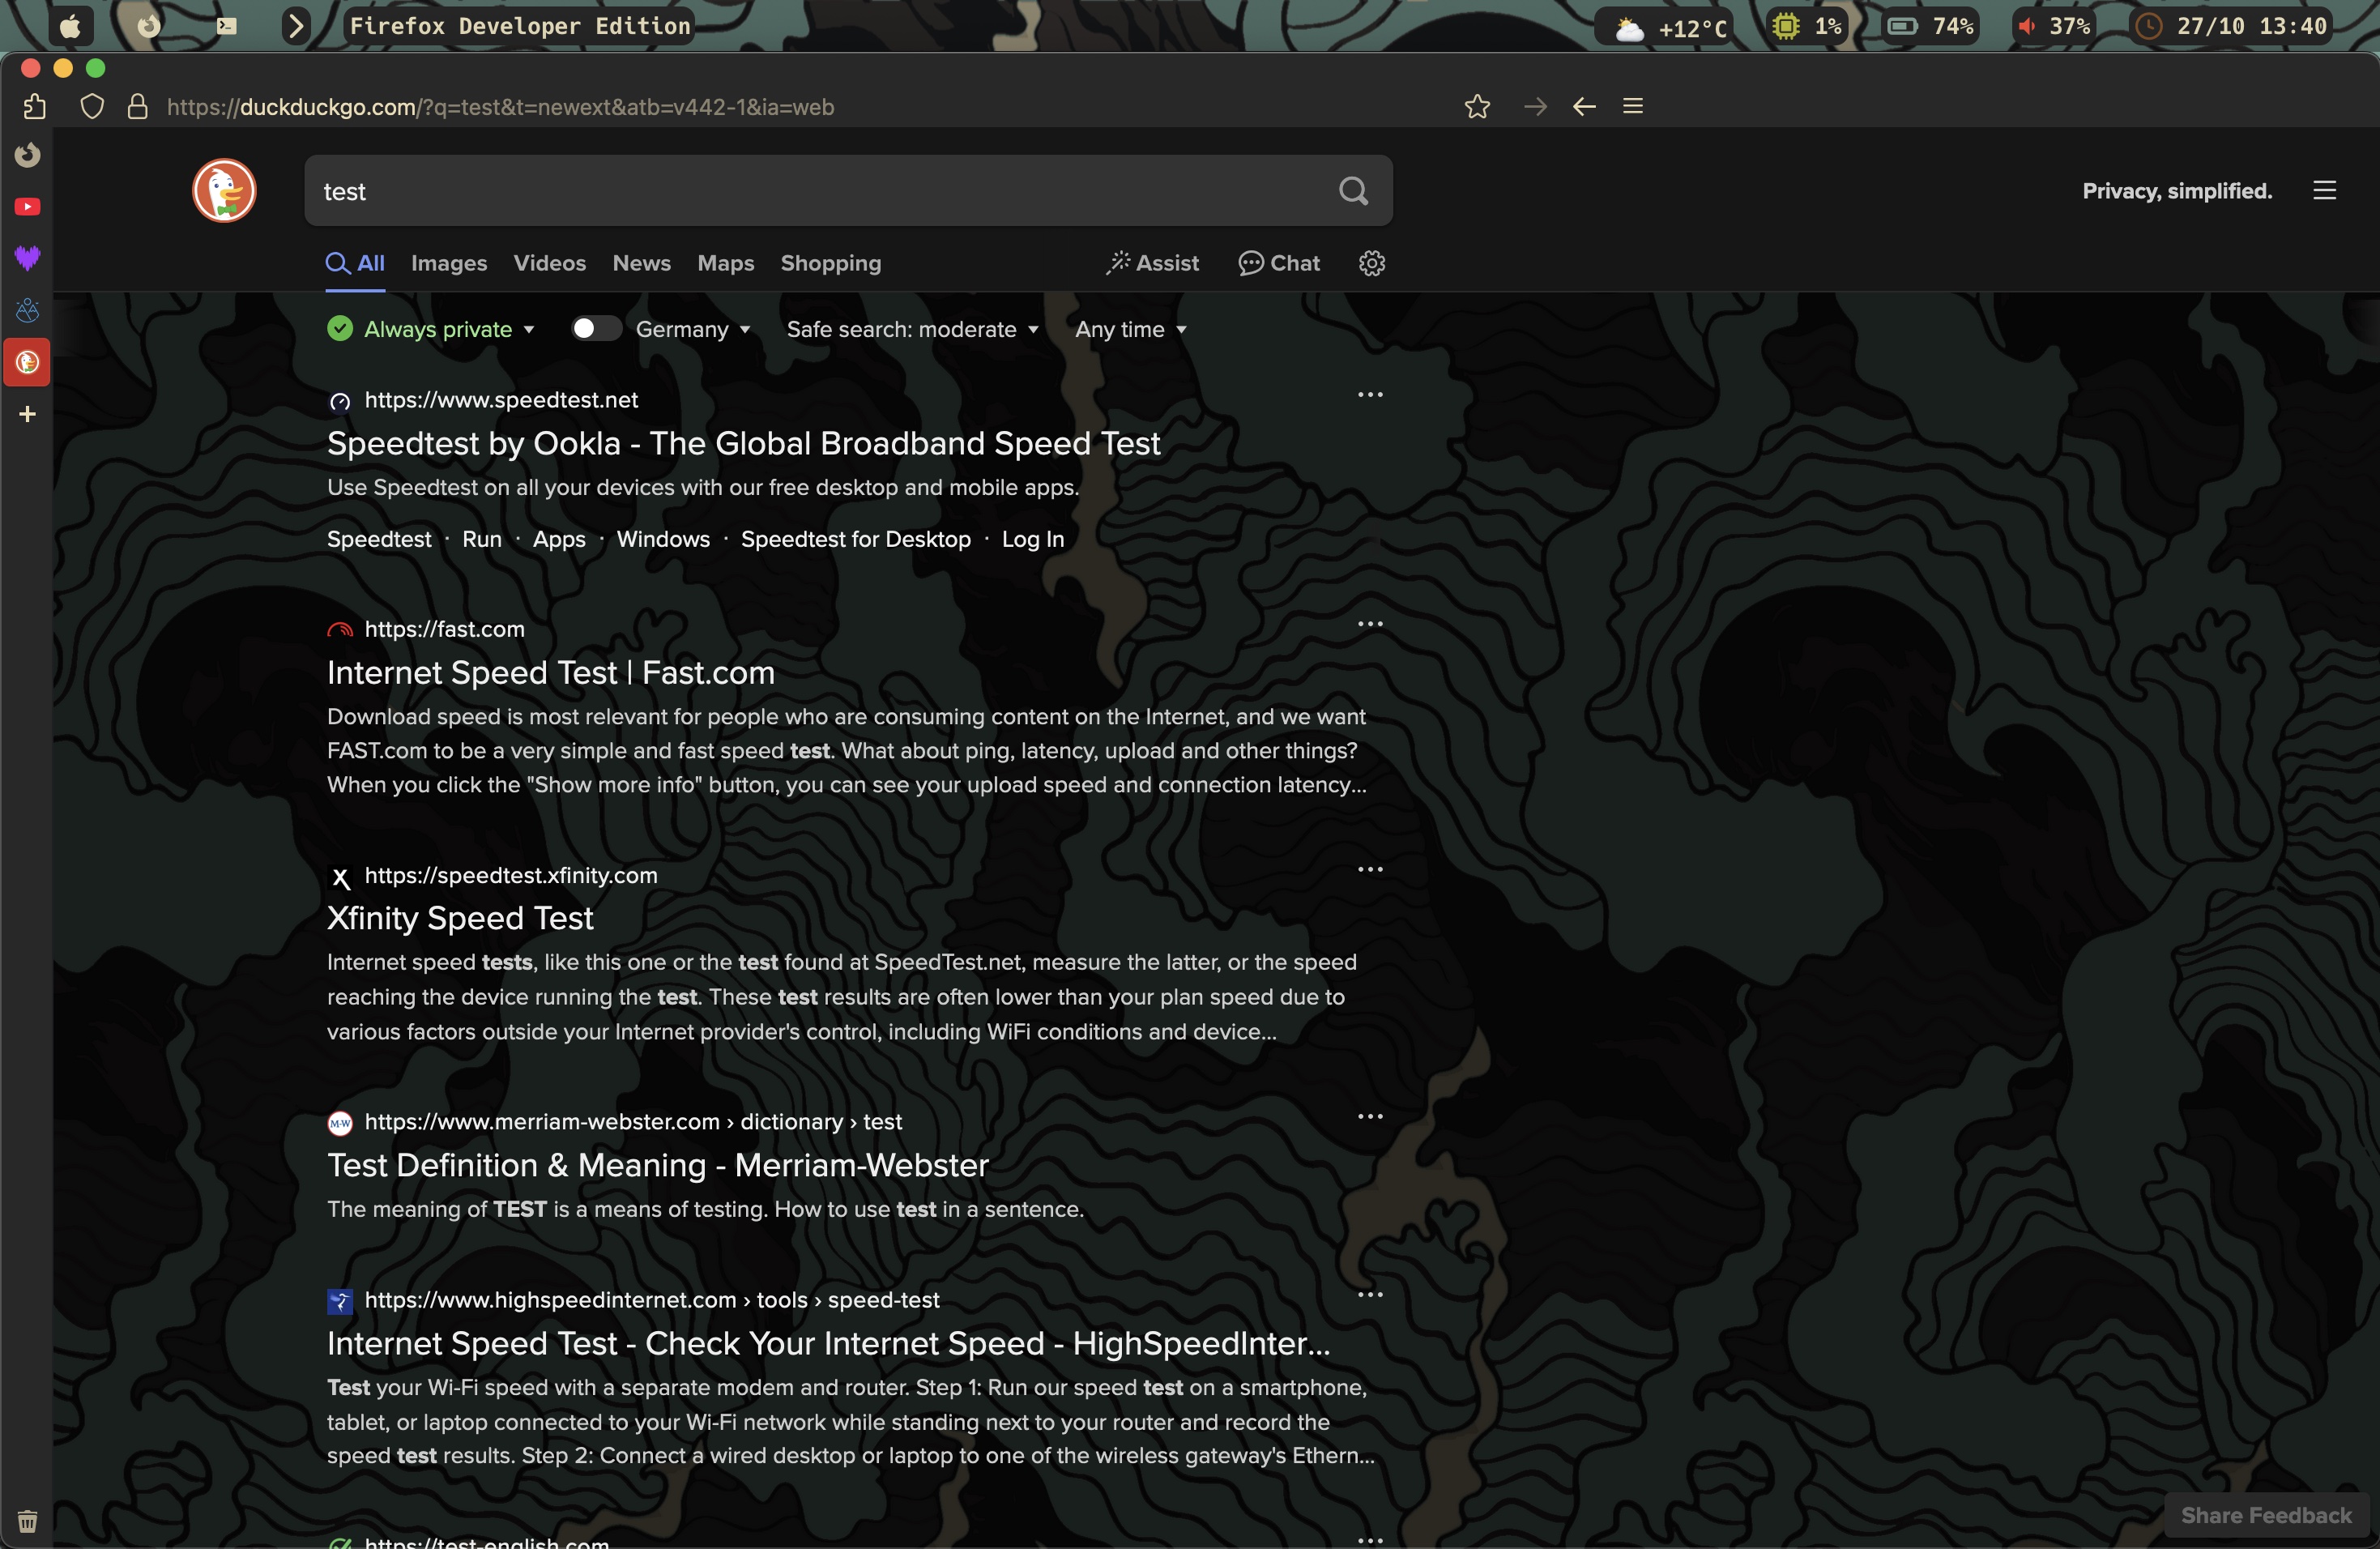 Firefox Developer Edition
+12°C
1%
74%
37%
27/10 13:40
https://duckduckgo.com/?q=test&t=newext&atb=v442-1&ia=web
test
Privacy, simplified.
All Images Videos News Maps Shopping Assist Chat
Always private Germany Safe search: moderate Any time
https://www.speedtest.net
Speedtest by Ookla - The Global Broadband Speed Test
Use Speedtest on all your devices with our free desktop and mobile apps.
Speedtest · Run · Apps · Windows · Speedtest for Desktop · Log In
https://fast.com
Internet Speed Test | Fast.com
Download speed is most relevant for people who are consuming content on the Internet, and we want
FAST.com to be a very simple and fast speed test. What about ping, latency, upload and other things?
When you click the "Show more info" button, you can see your upload speed and connection latency...
X
https://speedtest.xfinity.com
Xfinity Speed Test
Internet speed tests, like this one or the test found at SpeedTest.net, measure the latter, or the speed
reaching the device running the test. These test results are often lower than your plan speed due to
various factors outside your Internet provider's control, including WiFi conditions and device...
M-W
https://www.merriam-webster.com › dictionary › test
Test Definition & Meaning - Merriam-Webster
The meaning of TEST is a means of testing. How to use test in a sentence.
https://www.highspeedinternet.com › tools › speed-test
Internet Speed Test - Check Your Internet Speed - HighSpeedInter...
Test your Wi-Fi speed with a separate modem and router. Step 1: Run our speed test on a smartphone,
tablet, or laptop connected to your Wi-Fi network while standing next to your router and record the
speed test results. Step 2: Connect a wired desktop or laptop to one of the wireless gateway's Ethern...
https://test-english.com
Share Feedback